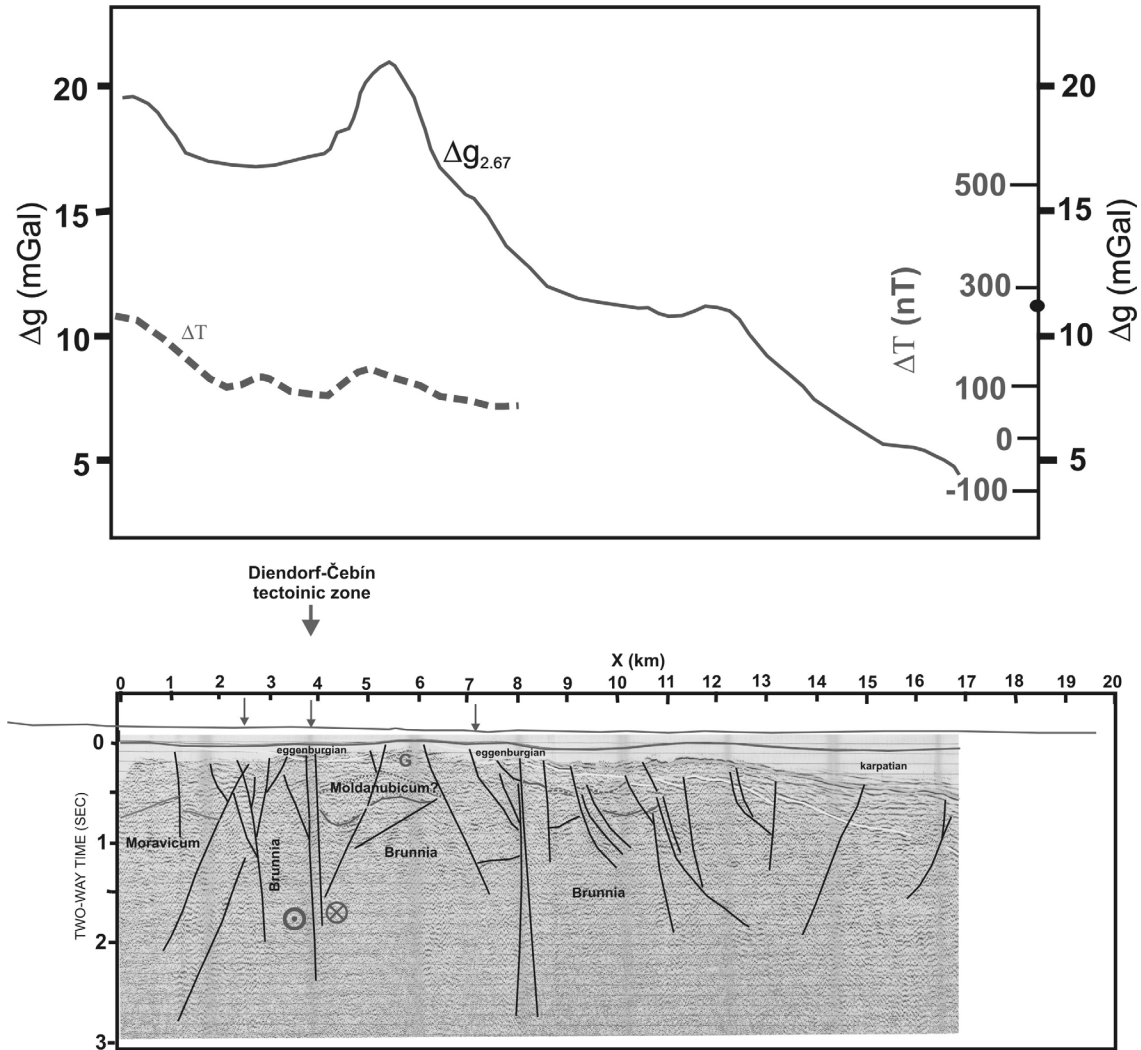 20
15
10
5
Δg (mGal)
Δg2.67
ΔT
500
300
100
0
-100
ΔT (nT)
20
15
10
5
Δg (mGal)
Diendorf-Čebín
tectoinic zone
X (km)
0 1 2 3 4 5 6 7 8 9 10 11 12 13 14 15 16 17 18 19 20
0
1
2
3
TWO-WAY TIME (SEC)
eggenburgian
G
eggenburgian
karpatian
Moldanubicum?
Moravicum
Brunnia
Brunnia
Brunnia